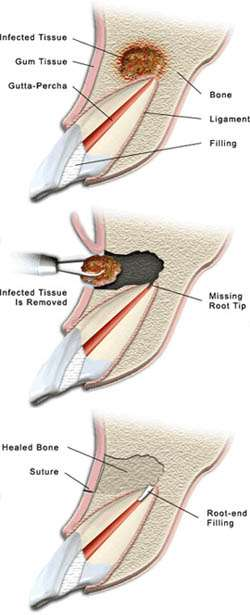 Infected Tissue
Gum Tissue
Gutta-Percha
Bone
Ligament
Filling
Infected Tissue
Is Removed
Missing
Root Tip
Healed Bone
Suture
Root-end
Filling